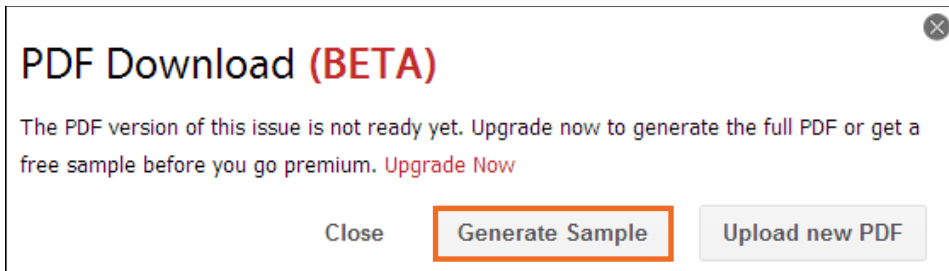 PDF Download (BETA)
The PDF version of this issue is not ready yet. Upgrade now to generate the full PDF or get a
free sample before you go premium. Upgrade Now
Close Generate Sample Upload new PDF